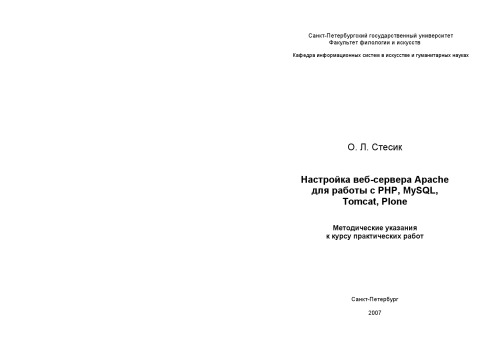 Санкт-Петербургский государственный университет
Факультет филологии и искусств
Кафедра информационных систем в искусстве и гуманитарных науках
О. Л. Стесик
Настройка веб-сервера Apache
для работы с PHP, MySQL,
Tomcat, Plone
Методические указания
к курсу практических работ
Санкт-Петербург
2007